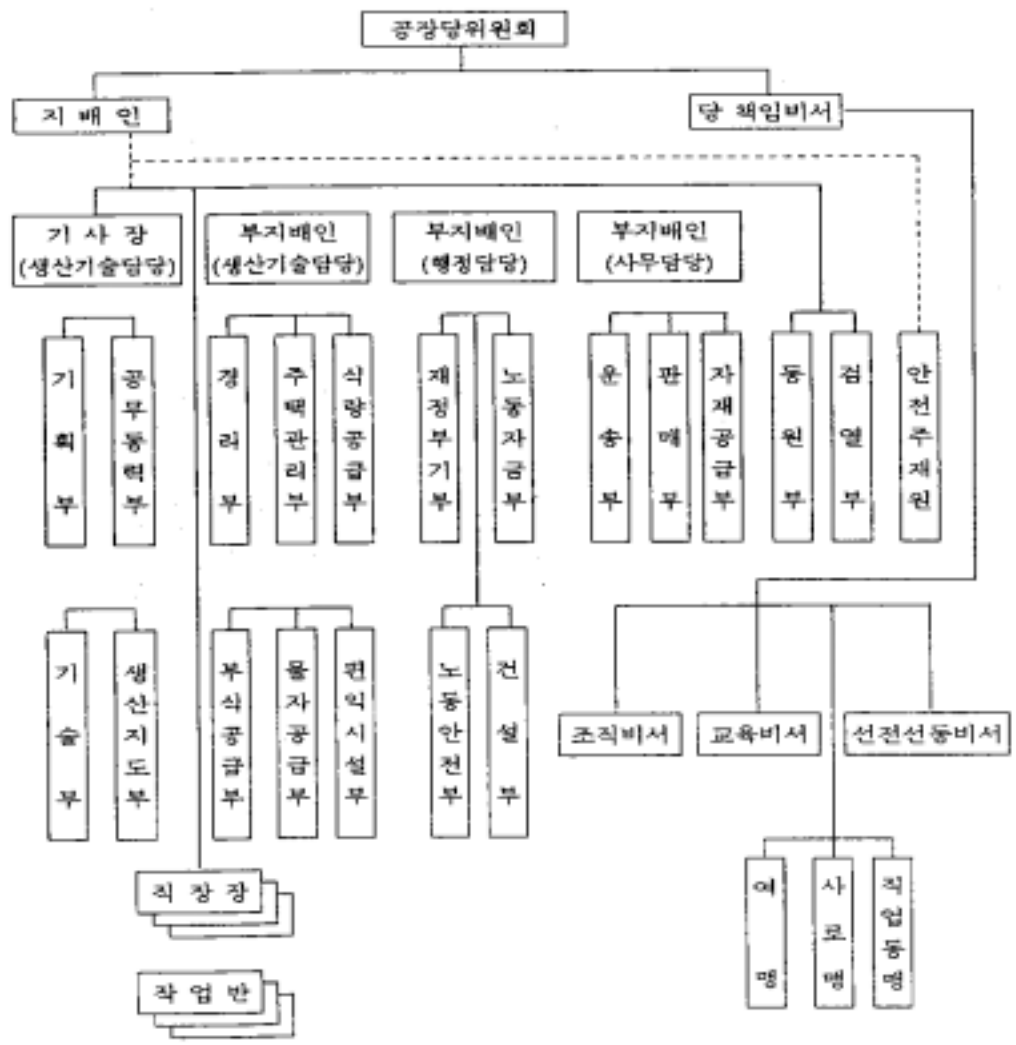 공장당위원회
지 배 인
당 책임비서
기 사 장
(생산기술담당)
부지배인
(생산기술담당)
부지배인
(행정담당)
부지배인
(사무담당)
기획부
공무동력부
경리부
주택관리부
식량공급부
재정부기부
노동자금부
운송부
판매부
자재공급부
동원부
검열부
안전주재원
기술부
생산지도부
부식공급부
물자공급부
편익시설부
노동안전부
건설부
조직비서
교육비서
선전선동비서
여맹
사로맹
직업동맹
직 장 장
작 업 반